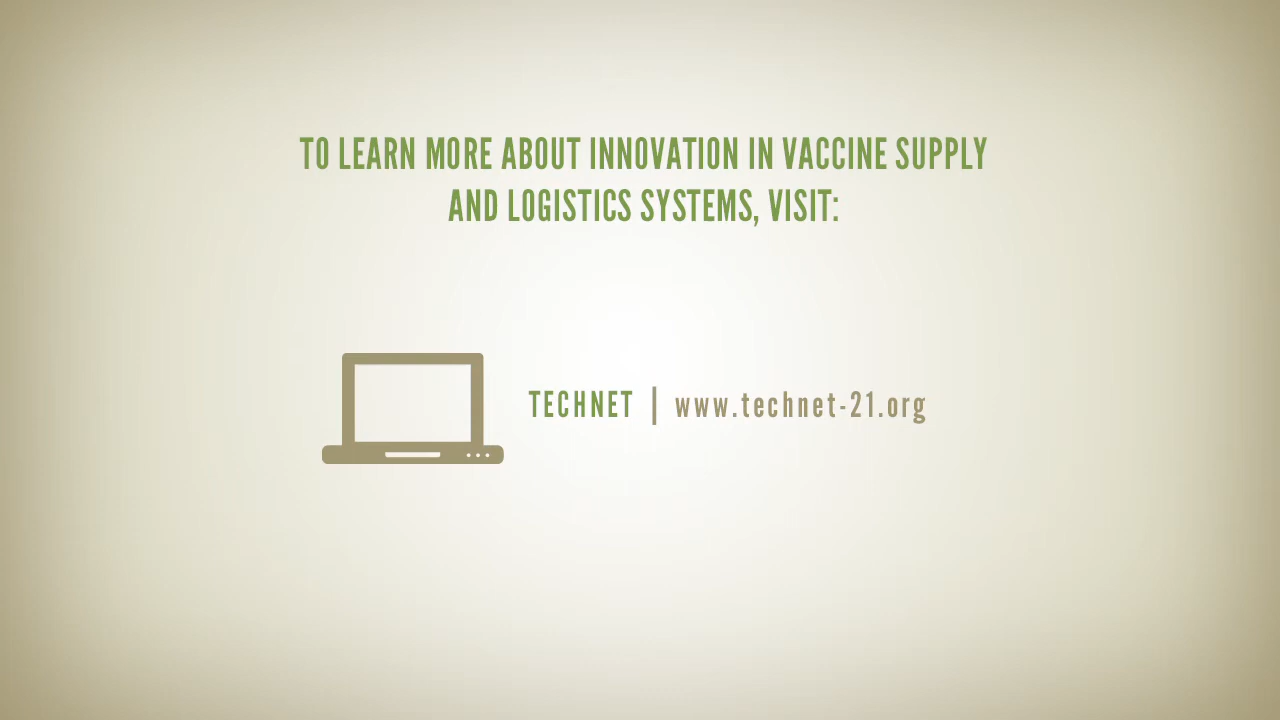 TO LEARN MORE ABOUT INNOVATION IN VACCINE SUPPLY
AND LOGISTICS SYSTEMS, VISIT:
TECHNET | www.technet-21.org